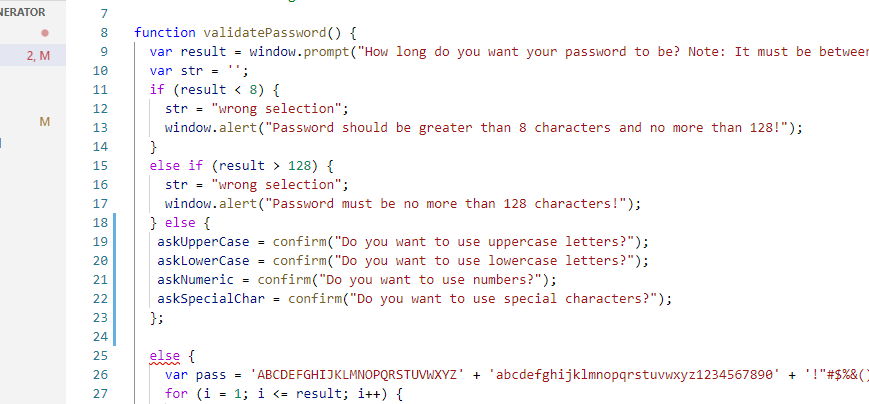 NERATOR
2, M
M
7
8 function validatePassword() {
9 var result = window.prompt("How long do you want your password to be? Note: It must be between
10 var str = '';
11 if (result < 8) {
12 str = "wrong selection";
13 window.alert("Password should be greater than 8 characters and no more than 128!");
14 }
15 else if (result > 128) {
16 str = "wrong selection";
17 window.alert("Password must be no more than 128 characters!");
18 } else {
19 askUpperCase = confirm("Do you want to use uppercase letters?");
20 askLowerCase = confirm("Do you want to use lowercase letters?");
21 askNumeric = confirm("Do you want to use numbers?");
22 askSpecialChar = confirm("Do you want to use special characters?");
23 };
24
25 else {
26 var pass = 'ABCDEFGHIJKLMNOPQRSTUVWXYZ' + 'abcdefghijklmnopqrstuvwxyz1234567890' + '!"#$%&()
27 for (i = 1; i <= result; i++) {